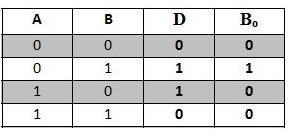 A B D B₀
0 0 0 0
0 1 1 1
1 0 1 0
1 1 0 0